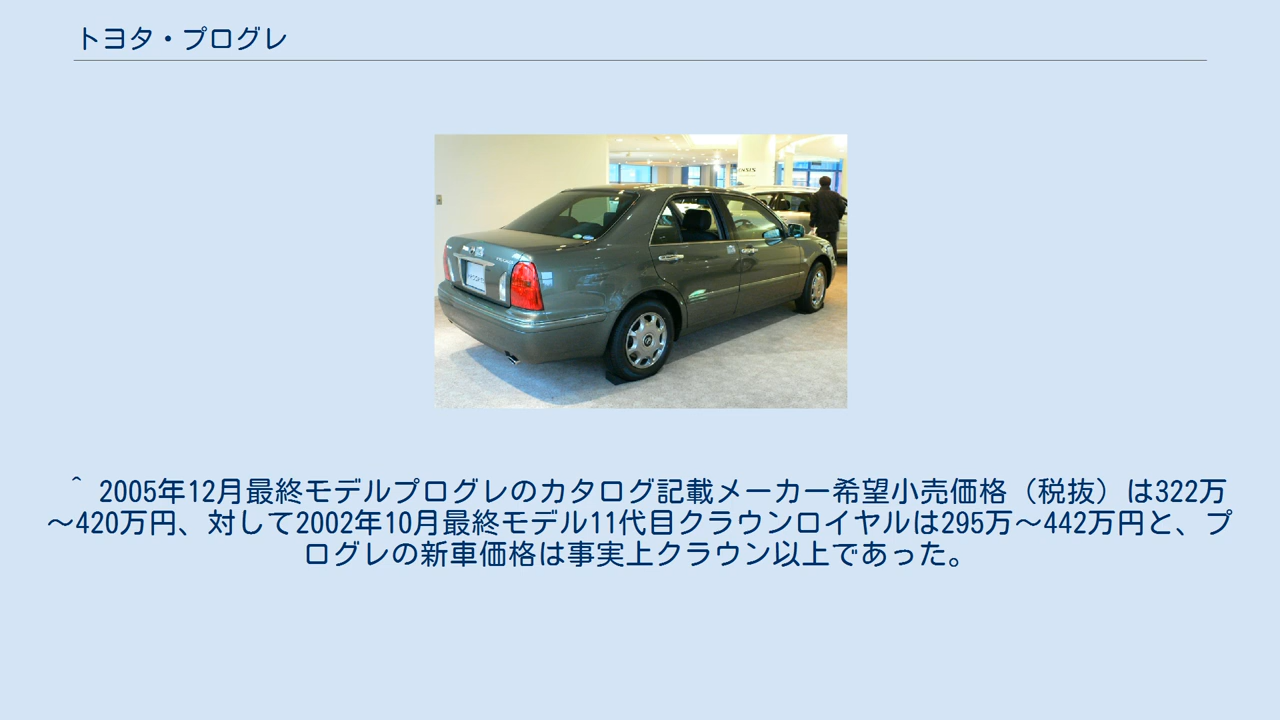 トヨタ・プログレ
^ 2005年12月最終モデルプログレのカタログ記載メーカー希望小売価格（税抜）は322万
～420万円、対して2002年10月最終モデル11代目クラウンロイヤルは295万～442万円と、プ
ログレの新車価格は事実上クラウン以上であった。